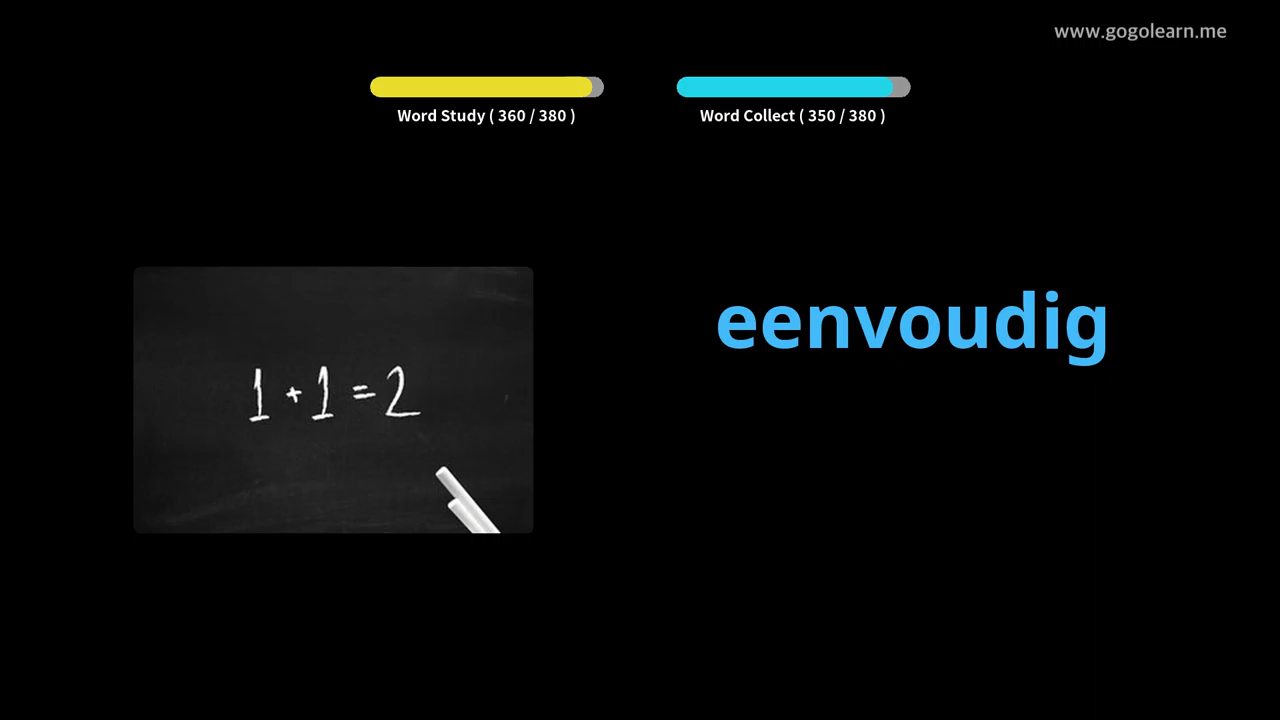 www.gogolearn.me
Word Study ( 360 / 380 )
Word Collect ( 350 / 380 )
eenvoudig
1 + 1 = 2